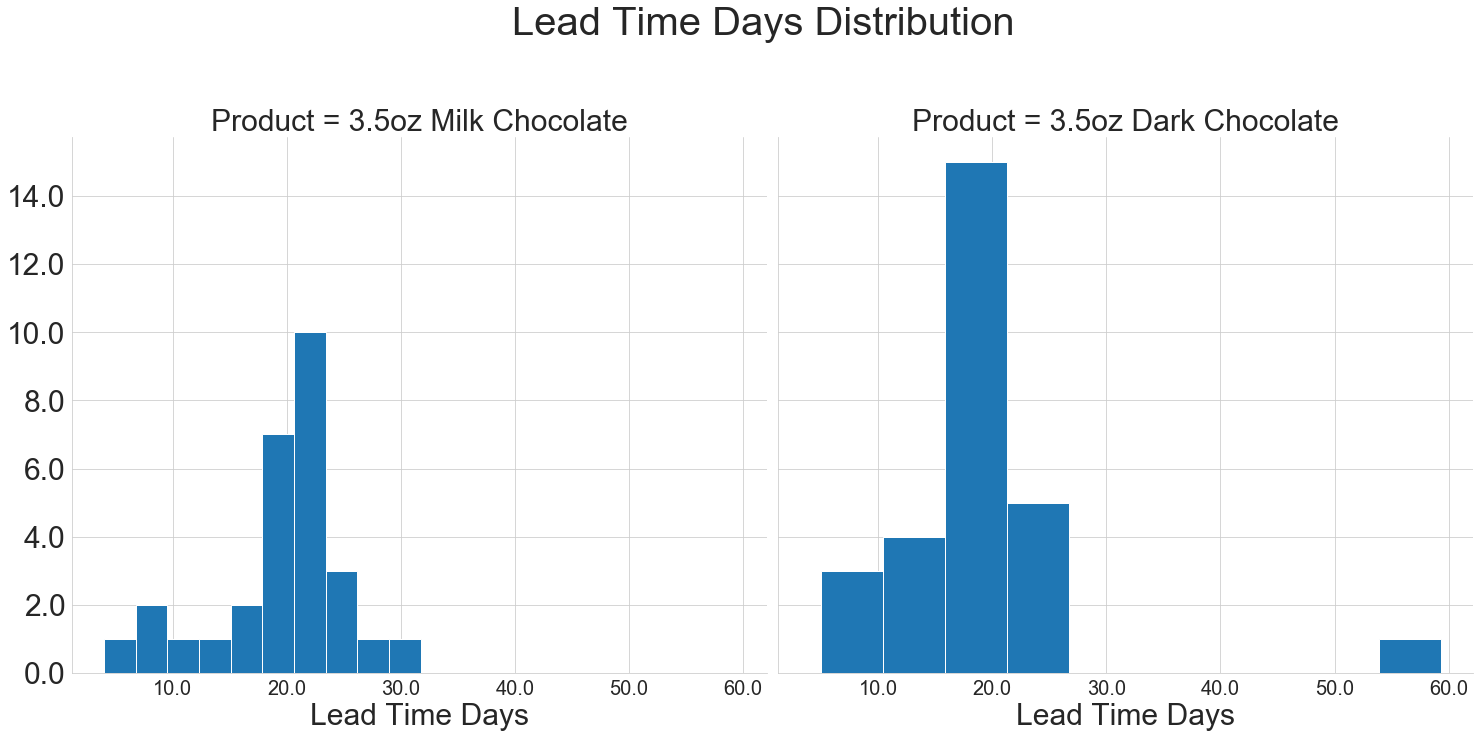 Lead Time Days Distribution
Product = 3.5oz Milk Chocolate
Product = 3.5oz Dark Chocolate
14.0
12.0
10.0
8.0
6.0
4.0
2.0
0.0
10.0 20.0 30.0 40.0 50.0 60.0
10.0 20.0 30.0 40.0 50.0 60.0
Lead Time Days
Lead Time Days